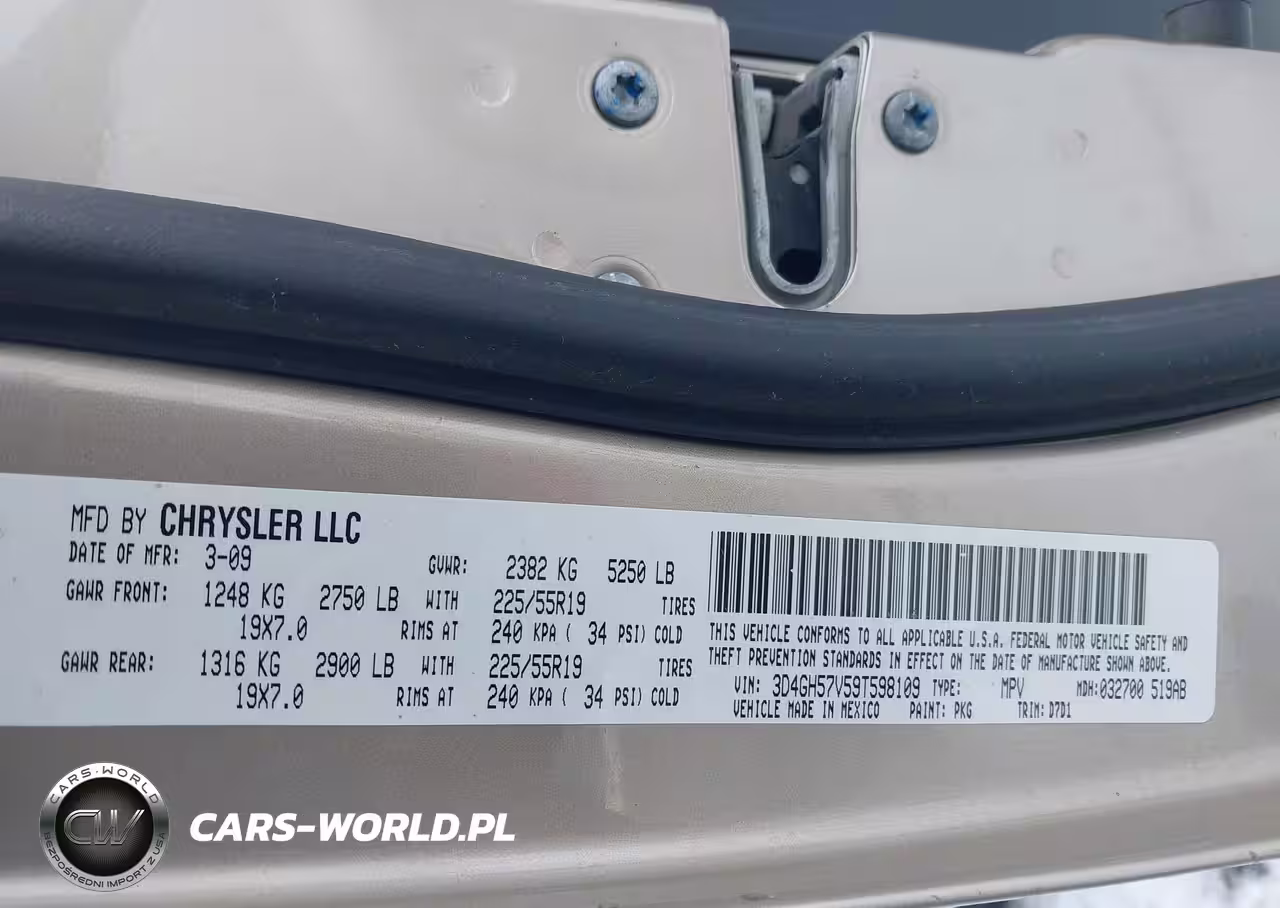 MFD BY CHRYSLER LLC
DATE OF MFR: 3-09 GVWR: 2382 KG 5250 LB
GAWR FRONT: 1248 KG 2750 LB WITH 225/55R19 TIRES
19X7.0 RIMS AT 240 KPA ( 34 PSI) COLD
GAWR REAR: 1316 KG 2900 LB WITH 225/55R19 TIRES
19X7.0 RIMS AT 240 KPA ( 34 PSI) COLD
THIS VEHICLE CONFORMS TO ALL APPLICABLE U.S.A. FEDERAL MOTOR VEHICLE SAFETY AND
THEFT PREVENTION STANDARDS IN EFFECT ON THE DATE OF MANUFACTURE SHOWN ABOVE.
VIN: 3D4GH57V59T598109 TYPE: MPV MDH:032700 519AB
VEHICLE MADE IN MEXICO PAINT: PKG TRIM: D7D1
CARS-WORLD
CW
BEZPOŚREDNI IMPORT Z USA
CARS-WORLD.PL